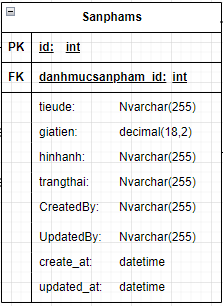 Sanphams
PK id: int
FK danhmucsanpham_id: int
tieude: Nvarchar(255)
giatien: decimal(18,2)
hinhanh: Nvarchar(255)
trangthai: Nvarchar(255)
CreatedBy: Nvarchar(255)
UpdatedBy: Nvarchar(255)
create_at: datetime
updated_at: datetime